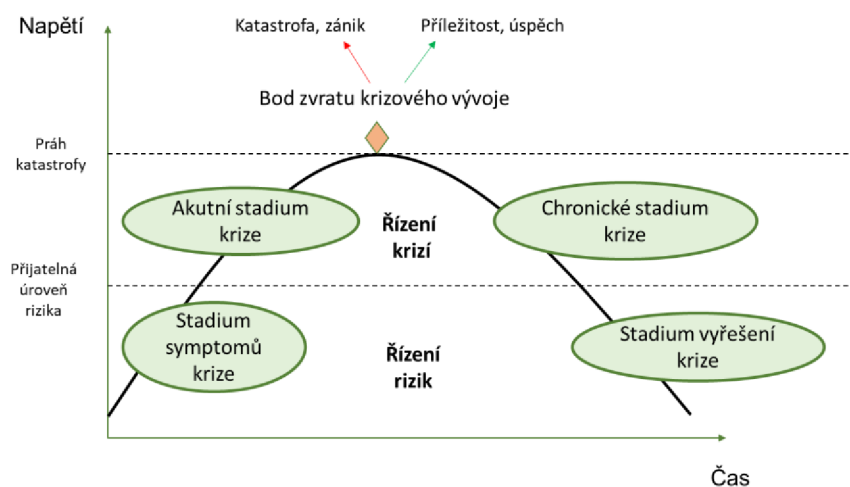 Napětí
Katastrofa, zánik
Příležitost, úspěch
Bod zvratu krizového vývoje
Práh
katastrofy
Akutní stadium
krize
Řízení
krizí
Chronické stadium
krize
Přijatelná
úroveň
rizika
Stadium
symptomů
krize
Řízení
rizik
Stadium vyřešení
krize
Čas